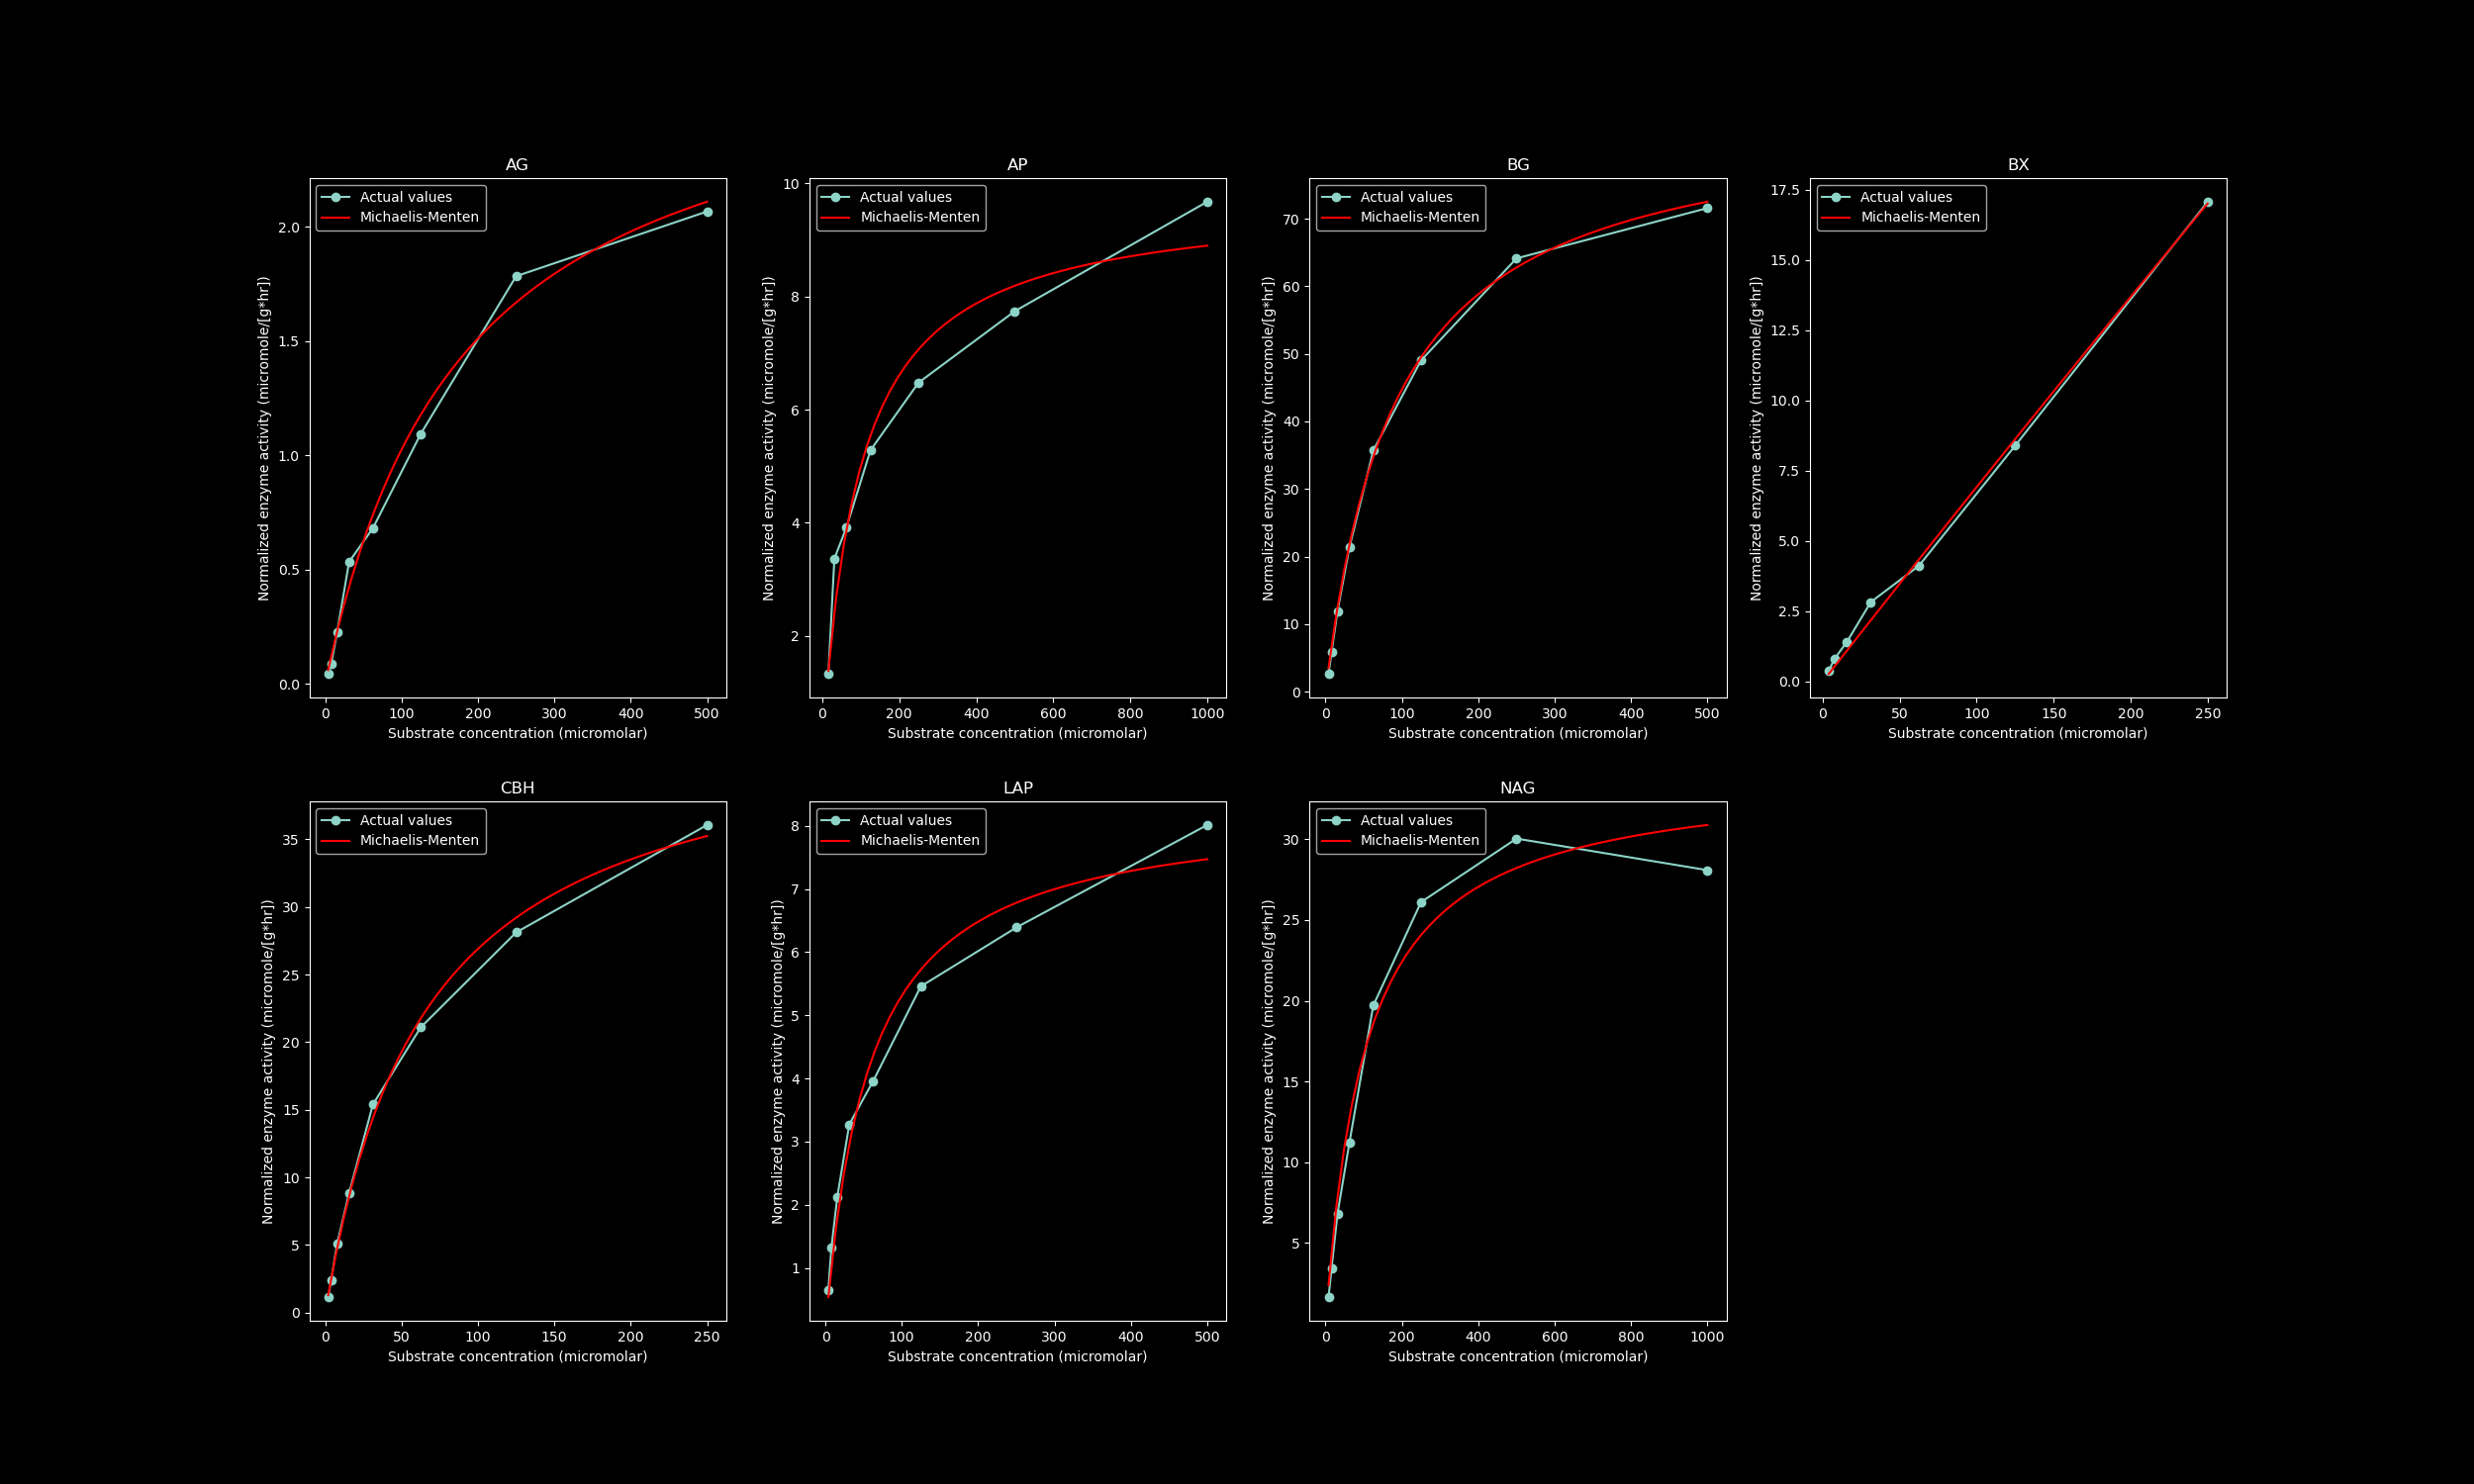 AG
Actual values
Michaelis-Menten
Normalized enzyme activity (micromole/[g*hr])
2.0
1.5
1.0
0.5
0.0
0 100 200 300 400 500
Substrate concentration (micromolar)
AP
Actual values
Michaelis-Menten
Normalized enzyme activity (micromole/[g*hr])
10
8
6
4
2
0 200 400 600 800 1000
Substrate concentration (micromolar)
BG
Actual values
Michaelis-Menten
Normalized enzyme activity (micromole/[g*hr])
70
60
50
40
30
20
10
0
0 100 200 300 400 500
Substrate concentration (micromolar)
BX
Actual values
Michaelis-Menten
Normalized enzyme activity (micromole/[g*hr])
17.5
15.0
12.5
10.0
7.5
5.0
2.5
0.0
0 50 100 150 200 250
Substrate concentration (micromolar)
CBH
Actual values
Michaelis-Menten
Normalized enzyme activity (micromole/[g*hr])
35
30
25
20
15
10
5
0
0 50 100 150 200 250
Substrate concentration (micromolar)
LAP
Actual values
Michaelis-Menten
Normalized enzyme activity (micromole/[g*hr])
8
7
6
5
4
3
2
1
0 100 200 300 400 500
Substrate concentration (micromolar)
NAG
Actual values
Michaelis-Menten
Normalized enzyme activity (micromole/[g*hr])
30
25
20
15
10
5
0 200 400 600 800 1000
Substrate concentration (micromolar)